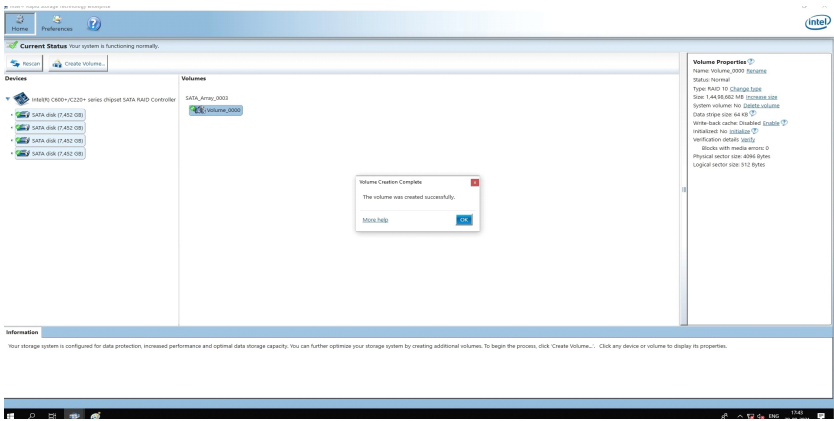 Intel® Rapid Storage Technology enterprise
Home
Preferences
intel
Current Status Your system is functioning normally.
Rescan
Create Volume...
Devices
Volumes
Intel(R) C600+/C220+ series chipset SATA RAID Controller
SATA disk (7,452 GB)
SATA disk (7,452 GB)
SATA disk (7,452 GB)
SATA disk (7,452 GB)
SATA_Array_0003
Volume_0000
Volume Creation Complete
x
The volume was created successfully.
More help
OK
Volume Properties ?
Name: Volume_0000 Rename
Status: Normal
Type: RAID 10 Change type
Size: 1,44,98,682 MB Increase size
System volume: No Delete volume
Data stripe size: 64 KB ?
Write-back cache: Disabled Enable ?
Initialized: No Initialize ?
Verification details Verify
Blocks with media errors: 0
Physical sector size: 4096 Bytes
Logical sector size: 512 Bytes
Information
Your storage system is configured for data protection, increased performance and optimal data storage capacity. You can further optimize your storage system by creating additional volumes. To begin the process, click 'Create Volume...'. Click any device or volume to display its properties.
ENG
17:43